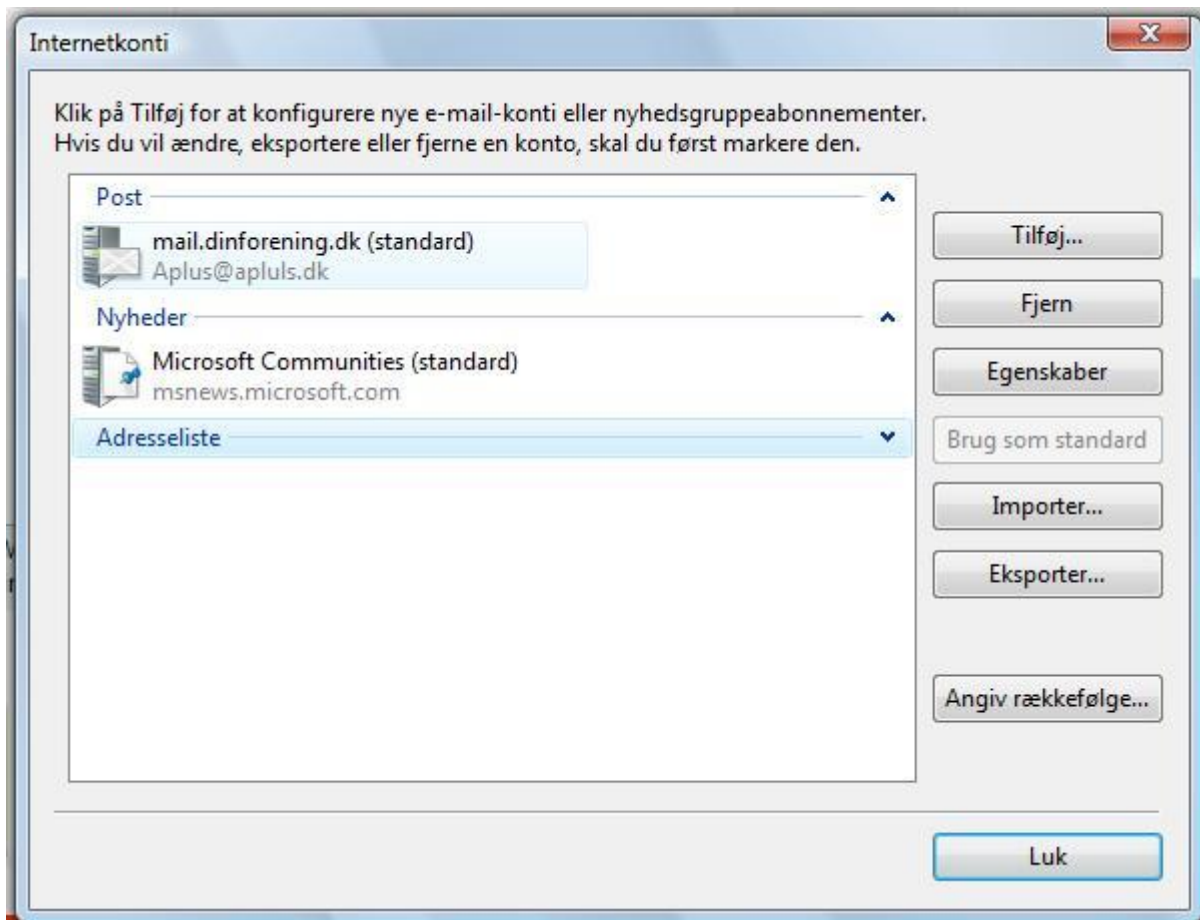 Internetkonti
Klik på Tilføj for at konfigurere nye e-mail-konti eller nyhedsgruppeabonnementer.
Hvis du vil ændre, eksportere eller fjerne en konto, skal du først markere den.
Post
mail.dinforening.dk (standard)
Aplus@apluls.dk
Nyheder
Microsoft Communities (standard)
msnews.microsoft.com
Adresseliste
Tilføj...
Fjern
Egenskaber
Brug som standard
Importer...
Eksporter...
Angiv rækkefølge...
Luk